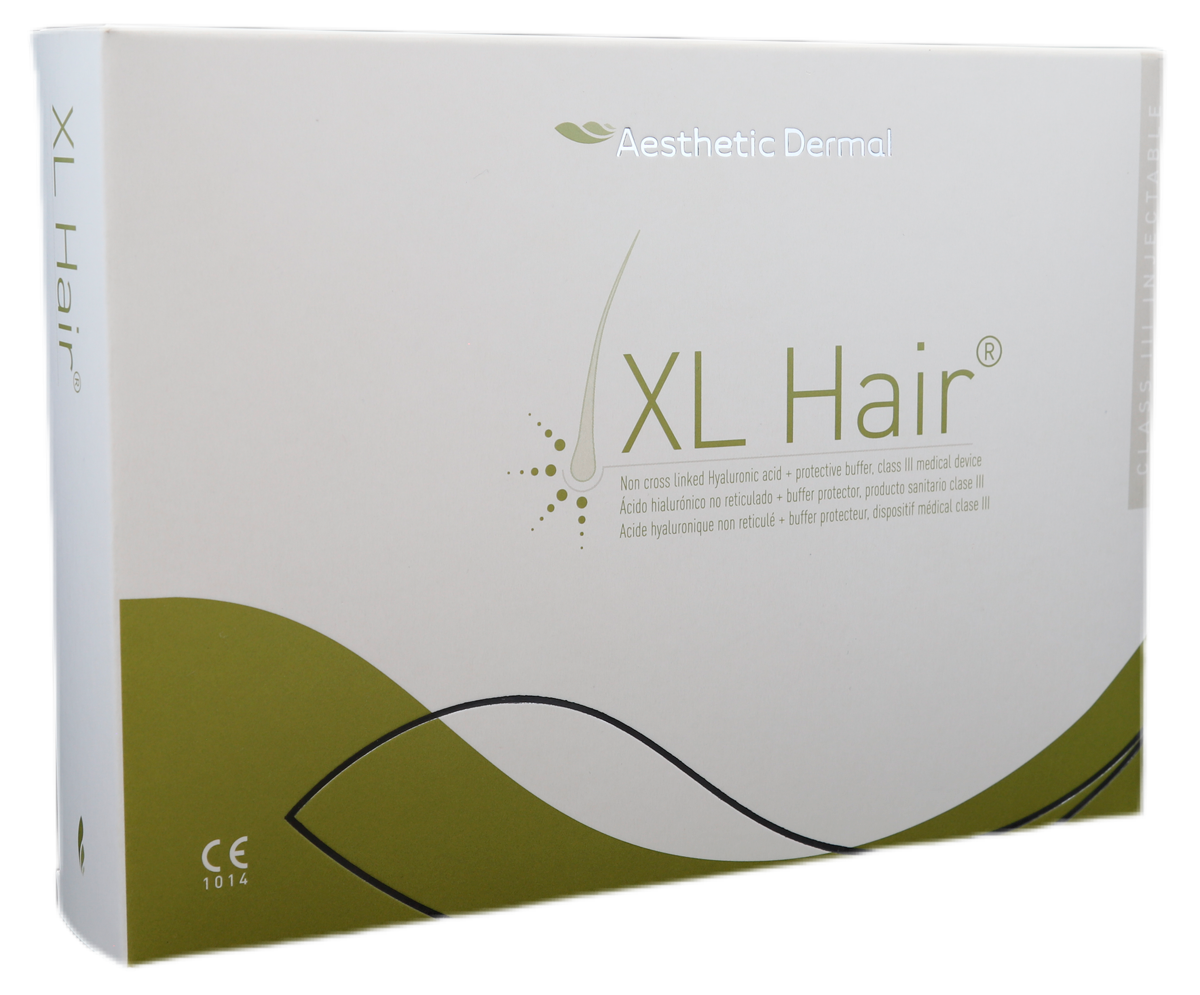 Aesthetic Dermal
XL Hair®
Non cross linked Hyaluronic acid + protective buffer, class III medical device
Ácido hialurónico no reticulado + buffer protector, producto sanitario clase III
Acide hyaluronique non reticulé + buffer protecteur, dispositif médical clase III
XL Hair®
CLASS III INJECTABLE
CE
1014